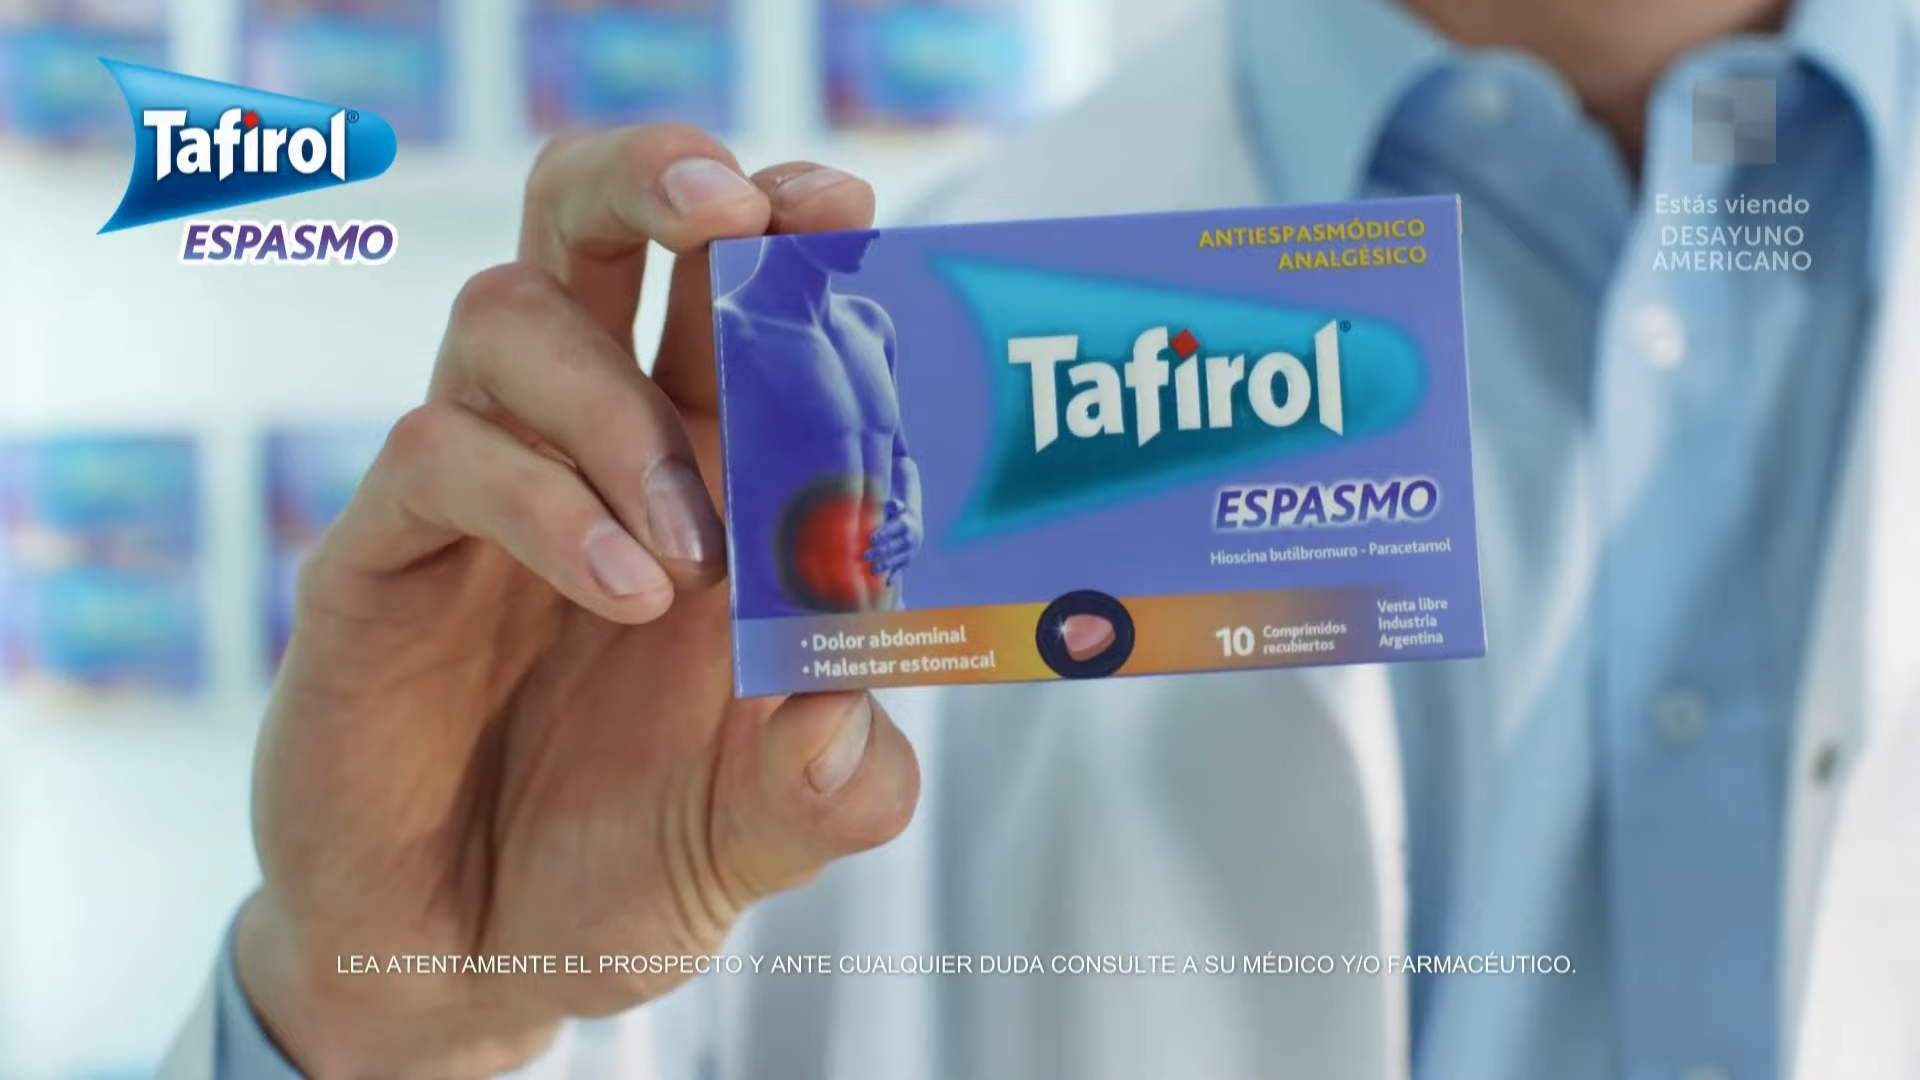 Tafirol®
ESPASMO
Estás viendo
DESAYUNO
AMERICANO
ANTIESPASMÓDICO
ANALGÉSICO
Tafirol®
ESPASMO
Hioscina butilbromuro - Paracetamol
• Dolor abdominal
• Malestar estomacal
10 Comprimidos
recubiertos
Venta libre
Industria
Argentina
LEA ATENTAMENTE EL PROSPECTO Y ANTE CUALQUIER DUDA CONSULTE A SU MÉDICO Y/O FARMACÉUTICO.